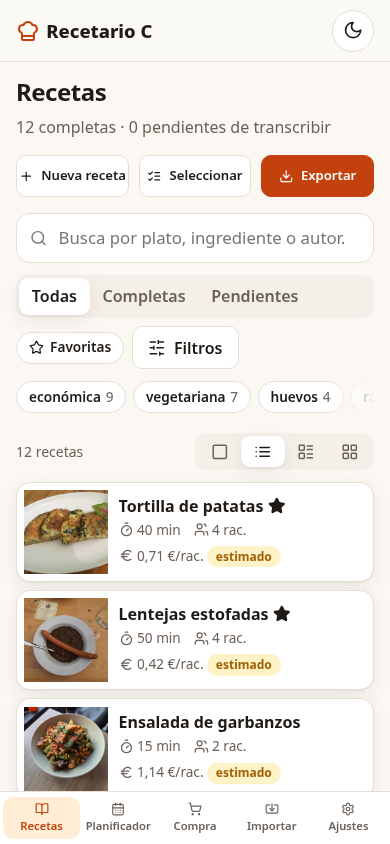 Recetario C
Recetas
12 completas · 0 pendientes de transcribir
Nueva receta
Seleccionar
Exportar
Busca por plato, ingrediente o autor.
Todas
Completas
Pendientes
Favoritas
Filtros
económica 9
vegetariana 7
huevos 4
12 recetas
Tortilla de patatas
40 min 4 rac.
€ 0,71 €/rac. estimado
Lentejas estofadas
50 min 4 rac.
€ 0,42 €/rac. estimado
Ensalada de garbanzos
15 min 2 rac.
€ 1,14 €/rac. estimado
Recetas
Planificador
Compra
Importar
Ajustes